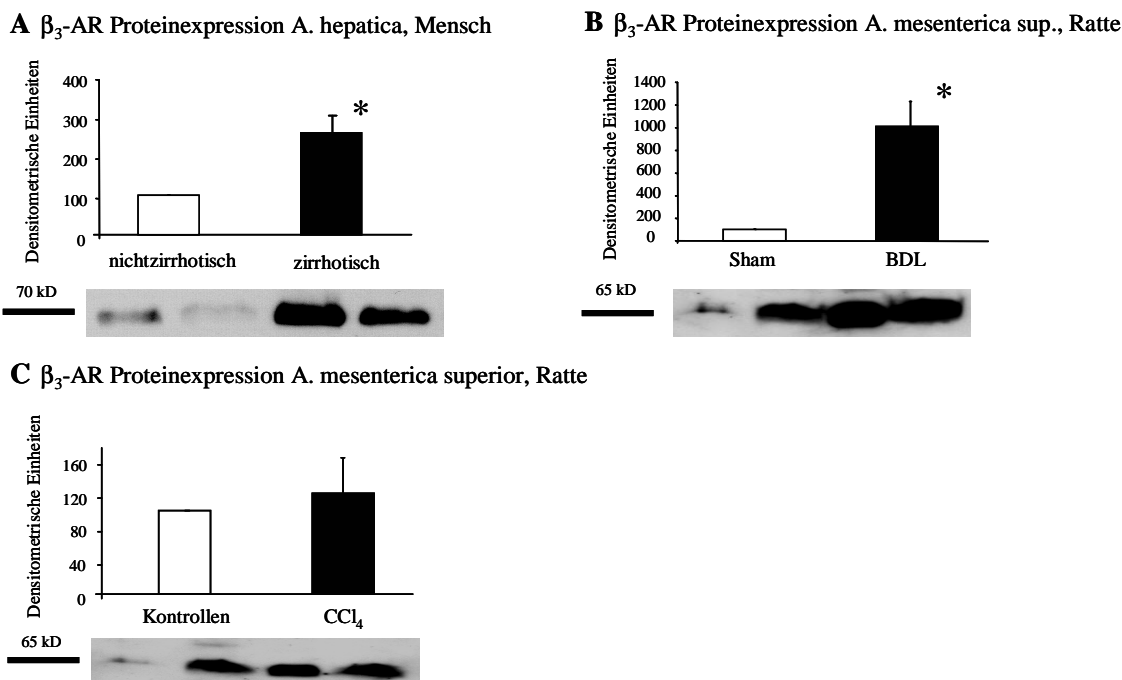 A β₃-AR Proteinexpression A. hepatica, Mensch
Densitometrische Einheiten
400
300
200
100
0
*
nichtzirrhotisch
zirrhotisch
70 kD
B β₃-AR Proteinexpression A. mesenterica sup., Ratte
Densitometrische Einheiten
1400
1200
1000
800
600
400
200
0
*
Sham
BDL
65 kD
C β₃-AR Proteinexpression A. mesenterica superior, Ratte
Densitometrische Einheiten
160
120
80
40
0
Kontrollen
CCl₄
65 kD